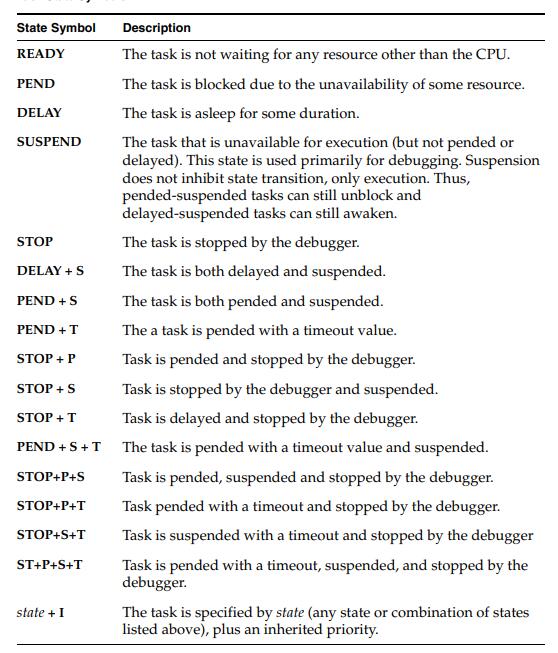 State Symbol Description
READY The task is not waiting for any resource other than the CPU.
PEND The task is blocked due to the unavailability of some resource.
DELAY The task is asleep for some duration.
SUSPEND The task that is unavailable for execution (but not pended or
delayed). This state is used primarily for debugging. Suspension
does not inhibit state transition, only execution. Thus,
pended-suspended tasks can still unblock and
delayed-suspended tasks can still awaken.
STOP The task is stopped by the debugger.
DELAY + S The task is both delayed and suspended.
PEND + S The task is both pended and suspended.
PEND + T The a task is pended with a timeout value.
STOP + P Task is pended and stopped by the debugger.
STOP + S Task is stopped by the debugger and suspended.
STOP + T Task is delayed and stopped by the debugger.
PEND + S + T The task is pended with a timeout value and suspended.
STOP+P+S Task is pended, suspended and stopped by the debugger.
STOP+P+T Task pended with a timeout and stopped by the debugger.
STOP+S+T Task is suspended with a timeout and stopped by the debugger
ST+P+S+T Task is pended with a timeout, suspended, and stopped by the
debugger.
state + I The task is specified by state (any state or combination of states
listed above), plus an inherited priority.